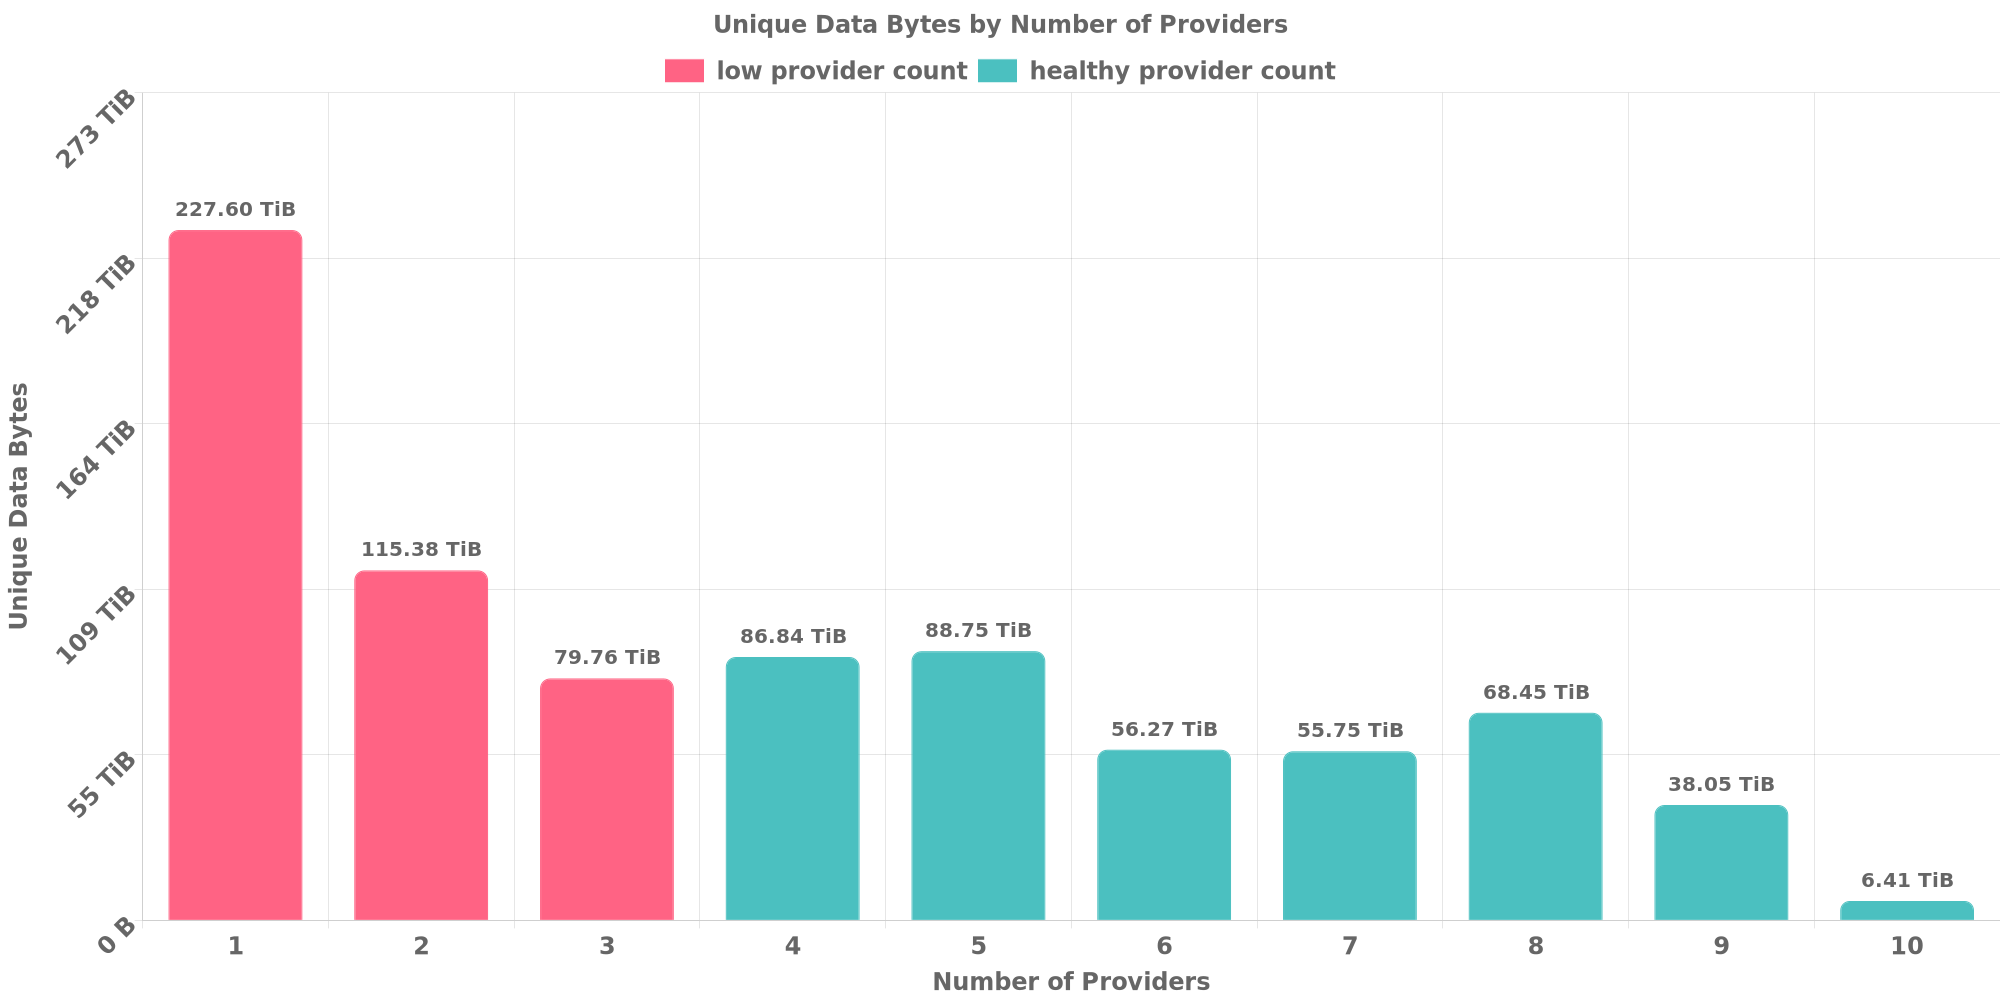 Unique Data Bytes by Number of Providers
low provider count healthy provider count
273 TiB
218 TiB
164 TiB
109 TiB
55 TiB
0 B
Unique Data Bytes
227.60 TiB
115.38 TiB
79.76 TiB
86.84 TiB
88.75 TiB
56.27 TiB
55.75 TiB
68.45 TiB
38.05 TiB
6.41 TiB
1 2 3 4 5 6 7 8 9 10
Number of Providers